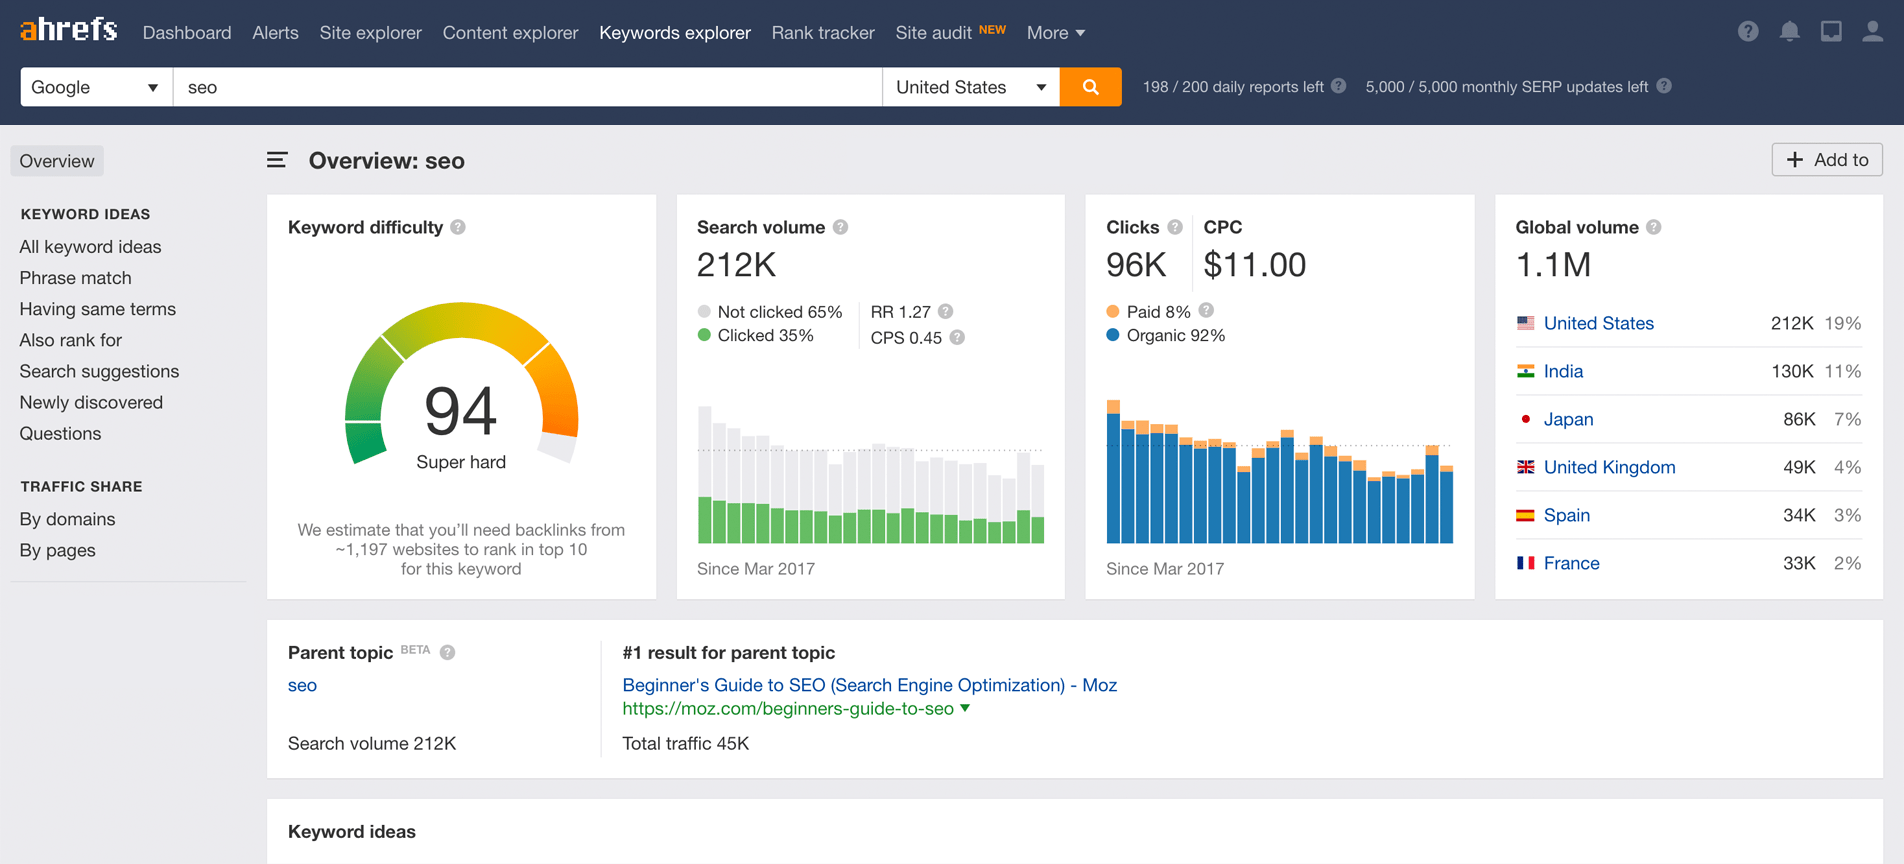 ahrefs Dashboard Alerts Site explorer Content explorer Keywords explorer Rank tracker Site audit NEW More
Google seo United States 198 / 200 daily reports left 5,000 / 5,000 monthly SERP updates left
Overview
KEYWORD IDEAS
All keyword ideas
Phrase match
Having same terms
Also rank for
Search suggestions
Newly discovered
Questions
TRAFFIC SHARE
By domains
By pages
Overview: seo
+ Add to
Keyword difficulty ?
94
Super hard
We estimate that you’ll need backlinks from
~1,197 websites to rank in top 10
for this keyword
Search volume ?
212K
Not clicked 65%
Clicked 35%
RR 1.27 ?
CPS 0.45 ?
Since Mar 2017
Clicks ?
96K
CPC
$11.00
Paid 8% ?
Organic 92%
Since Mar 2017
Global volume ?
1.1M
United States 212K 19%
India 130K 11%
Japan 86K 7%
United Kingdom 49K 4%
Spain 34K 3%
France 33K 2%
Parent topic BETA ?
seo
Search volume 212K
#1 result for parent topic
Beginner's Guide to SEO (Search Engine Optimization) - Moz
https://moz.com/beginners-guide-to-seo
Total traffic 45K
Keyword ideas